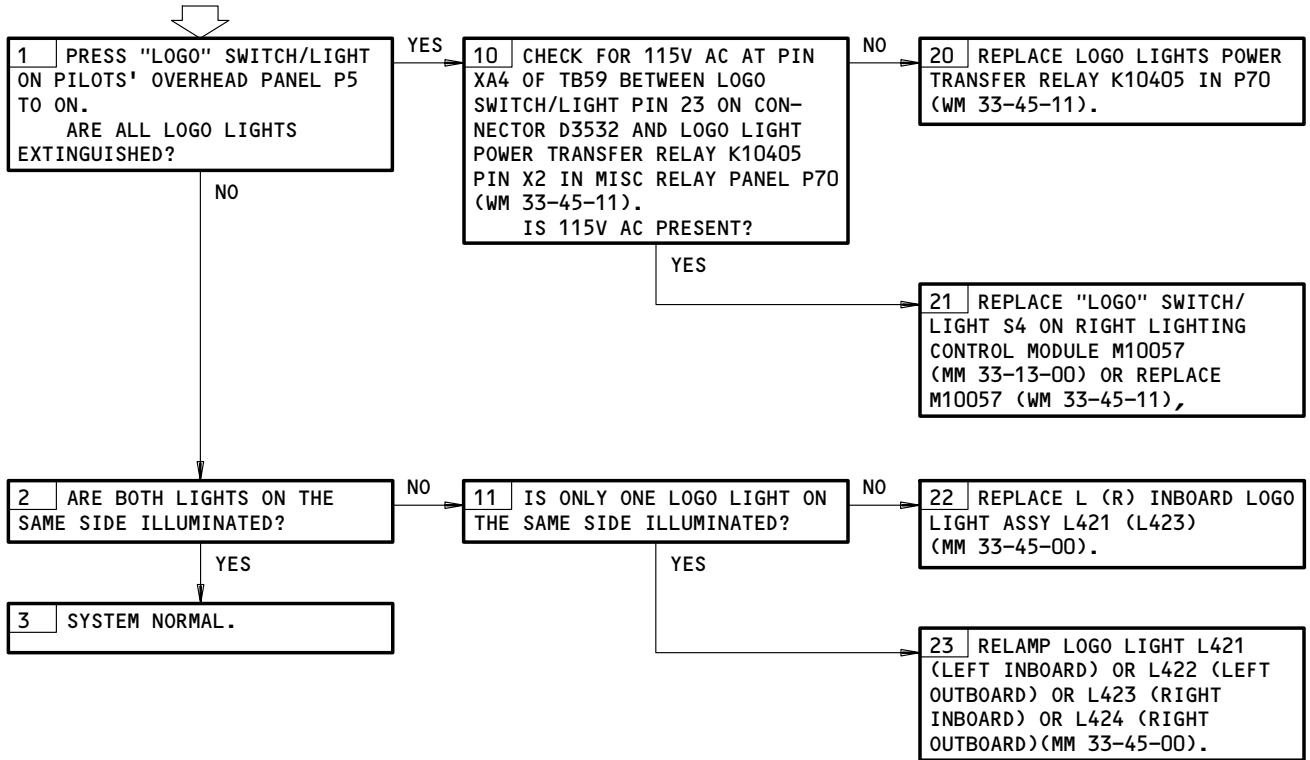 1 PRESS "LOGO" SWITCH/LIGHT
ON PILOTS' OVERHEAD PANEL P5
TO ON.
ARE ALL LOGO LIGHTS
EXTINGUISHED?
YES
NO
10 CHECK FOR 115V AC AT PIN
XA4 OF TB59 BETWEEN LOGO
SWITCH/LIGHT PIN 23 ON CON-
NECTOR D3532 AND LOGO LIGHT
POWER TRANSFER RELAY K10405
PIN X2 IN MISC RELAY PANEL P70
(WM 33-45-11).
IS 115V AC PRESENT?
NO
YES
20 REPLACE LOGO LIGHTS POWER
TRANSFER RELAY K10405 IN P70
(WM 33-45-11).
21 REPLACE "LOGO" SWITCH/
LIGHT S4 ON RIGHT LIGHTING
CONTROL MODULE M10057
(MM 33-13-00) OR REPLACE
M10057 (WM 33-45-11),
2 ARE BOTH LIGHTS ON THE
SAME SIDE ILLUMINATED?
NO
YES
11 IS ONLY ONE LOGO LIGHT ON
THE SAME SIDE ILLUMINATED?
NO
YES
22 REPLACE L (R) INBOARD LOGO
LIGHT ASSY L421 (L423)
(MM 33-45-00).
3 SYSTEM NORMAL.
23 RELAMP LOGO LIGHT L421
(LEFT INBOARD) OR L422 (LEFT
OUTBOARD) OR L423 (RIGHT
INBOARD) OR L424 (RIGHT
OUTBOARD)(MM 33-45-00).